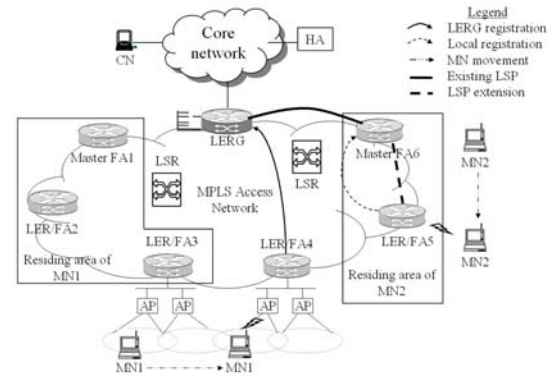 Legend
LERG registration
Local registration
MN movement
Existing LSP
LSP extension
Core
network
HA
CN
LERG
Master FA1
LSR
LSR
Master FA6
MN2
MPLS Access
Network
LER/FA2
LER/FA3
LER/FA4
LER/FA5
MN2
Residing area of
MN1
Residing area of
MN2
AP
AP
AP
AP
MN1
MN1